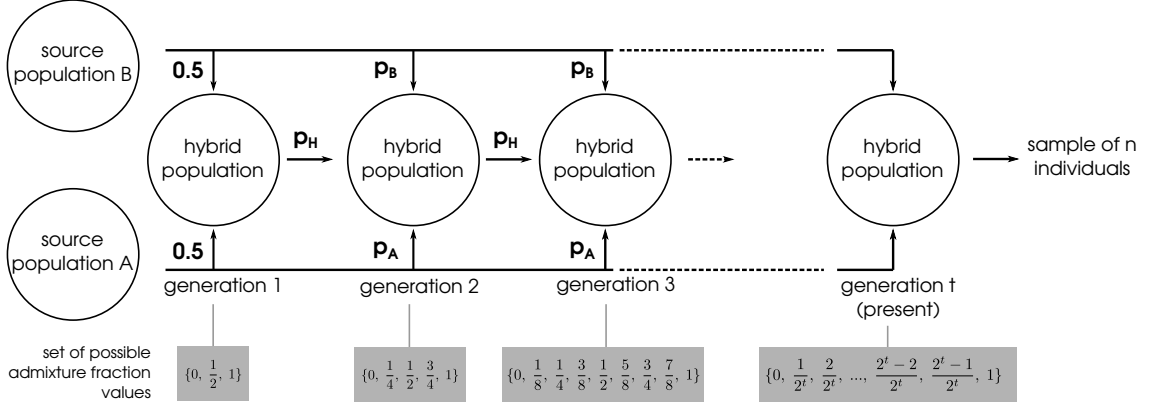 source
population B
0.5
p_B
p_B
hybrid
population
p_H
hybrid
population
p_H
hybrid
population
hybrid
population
sample of n
individuals
source
population A
0.5
p_A
p_A
generation 1
generation 2
generation 3
generation t
(present)
set of possible
admixture fraction
values
{0, 1/2, 1}
{0, 1/4, 1/2, 3/4, 1}
{0, 1/8, 1/4, 3/8, 1/2, 5/8, 3/4, 7/8, 1}
{0, 1/2^t, 2/2^t, ..., 2^t − 2/2^t, 2^t − 1/2^t, 1}